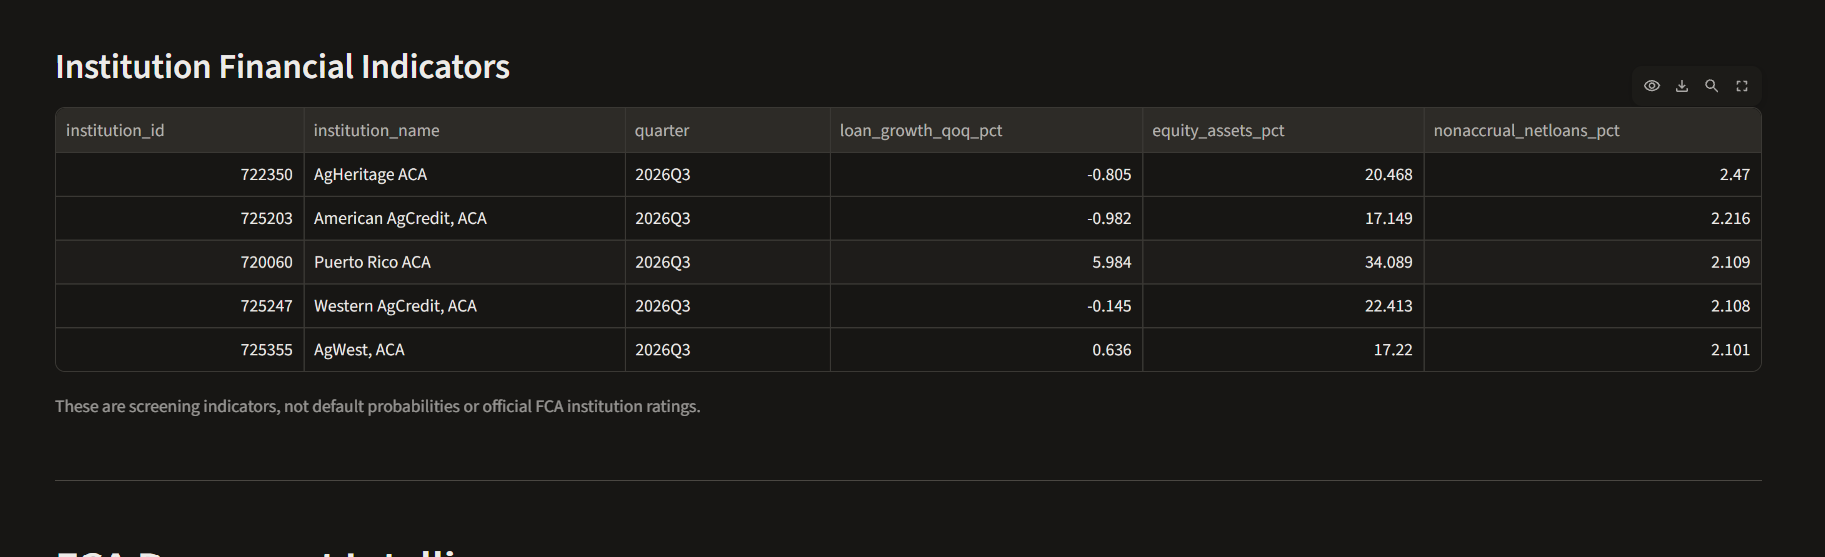 Institution Financial Indicators
institution_id institution_name quarter loan_growth_qoq_pct equity_assets_pct nonaccrual_netloans_pct
722350 AgHeritage ACA 2026Q3 -0.805 20.468 2.47
725203 American AgCredit, ACA 2026Q3 -0.982 17.149 2.216
720060 Puerto Rico ACA 2026Q3 5.984 34.089 2.109
725247 Western AgCredit, ACA 2026Q3 -0.145 22.413 2.108
725355 AgWest, ACA 2026Q3 0.636 17.22 2.101
These are screening indicators, not default probabilities or official FCA institution ratings.